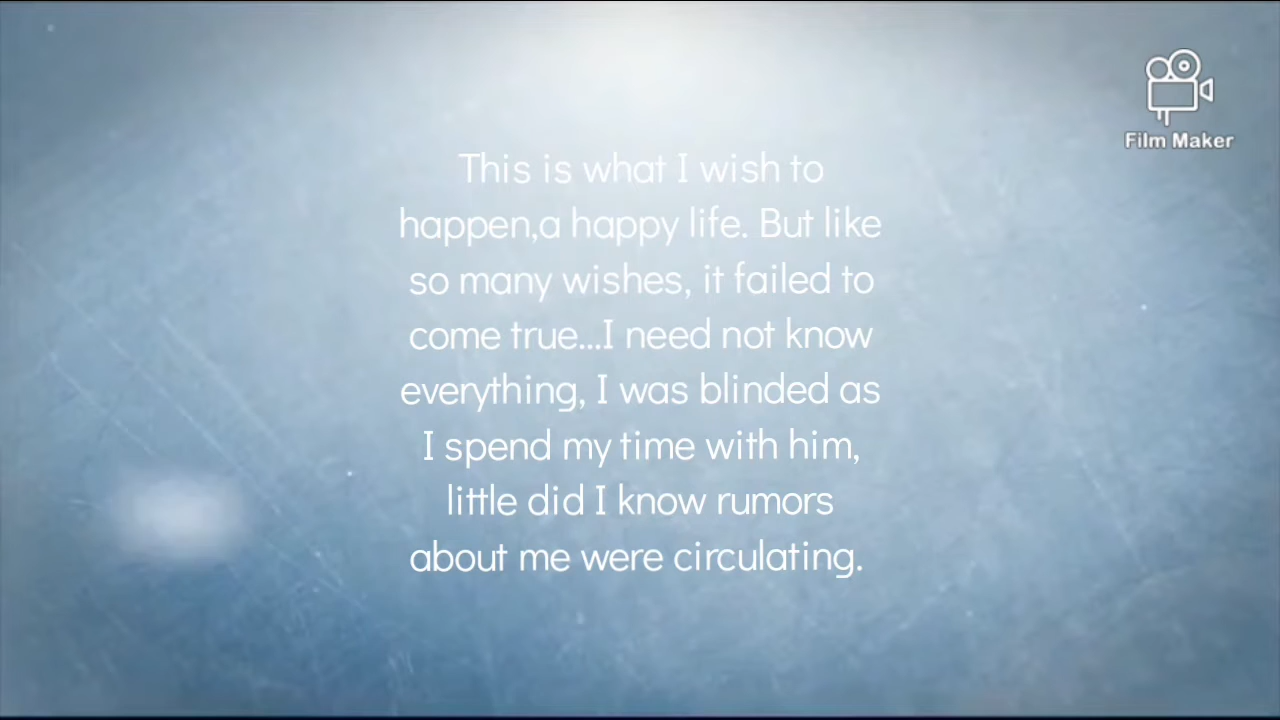 Film Maker
This is what I wish to
happen,a happy life. But like
so many wishes, it failed to
come true...I need not know
everything, I was blinded as
I spend my time with him,
little did I know rumors
about me were circulating.